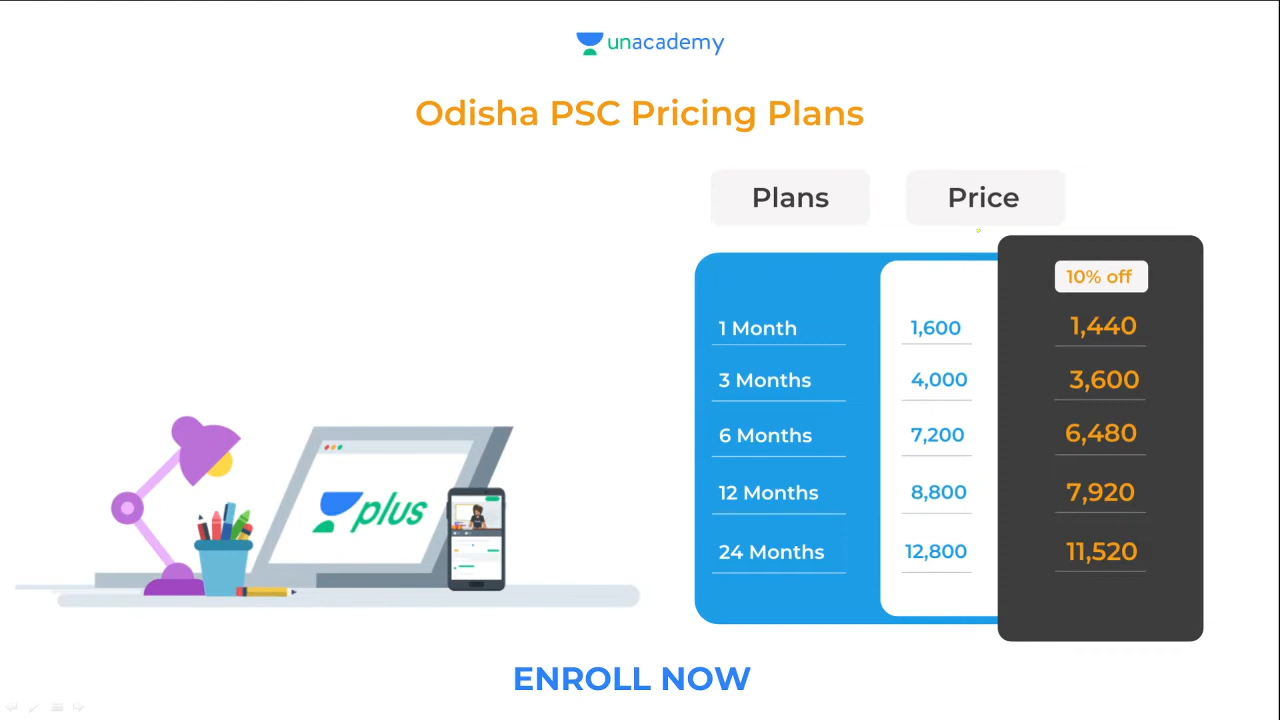 unacademy
Odisha PSC Pricing Plans
Plans Price
10% off
1 Month 1,600 1,440
3 Months 4,000 3,600
6 Months 7,200 6,480
12 Months 8,800 7,920
24 Months 12,800 11,520
plus
ENROLL NOW